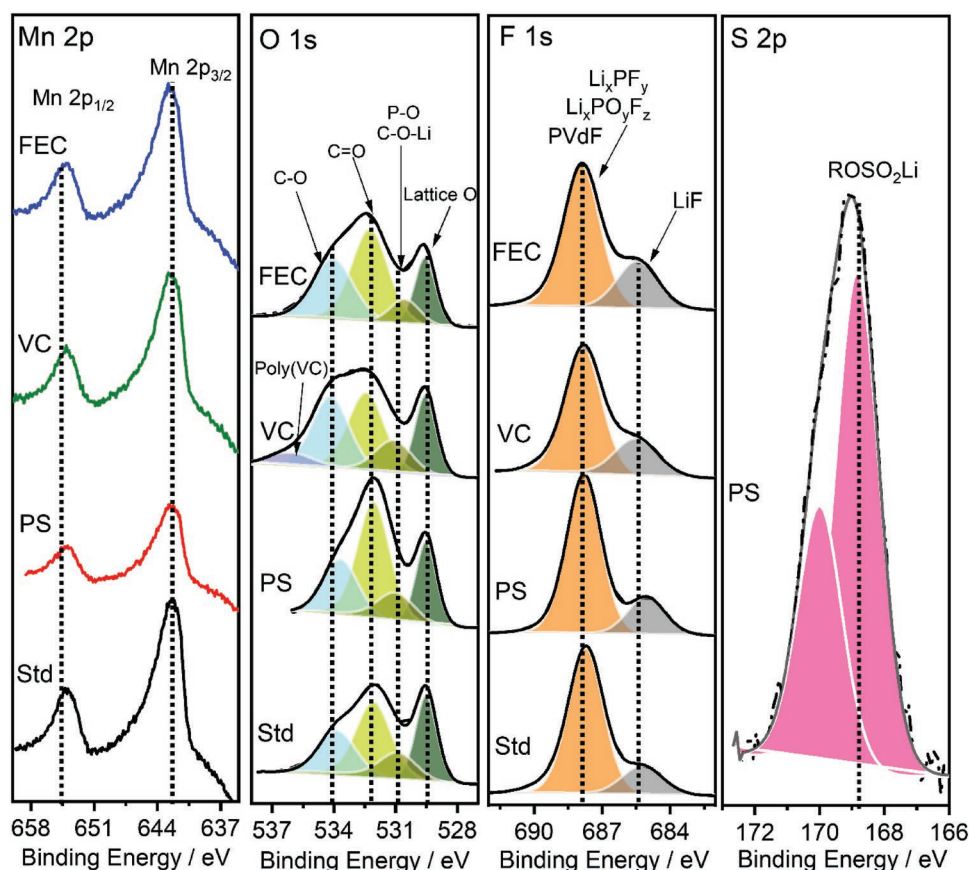 Mn 2p
Mn 2p3/2
Mn 2p1/2
FEC
VC
PS
Std
658 651 644 637
Binding Energy / eV
O 1s
P-O
C-O-Li
C=O
C-O
Lattice O
FEC
Poly(VC)
VC
PS
Std
537 534 531 528
Binding Energy / eV
F 1s
LixPFy
LixPOyFz
PVdF
LiF
FEC
VC
PS
Std
690 687 684
Binding Energy / eV
S 2p
ROSO2Li
PS
172 170 168 166
Binding Energy / eV